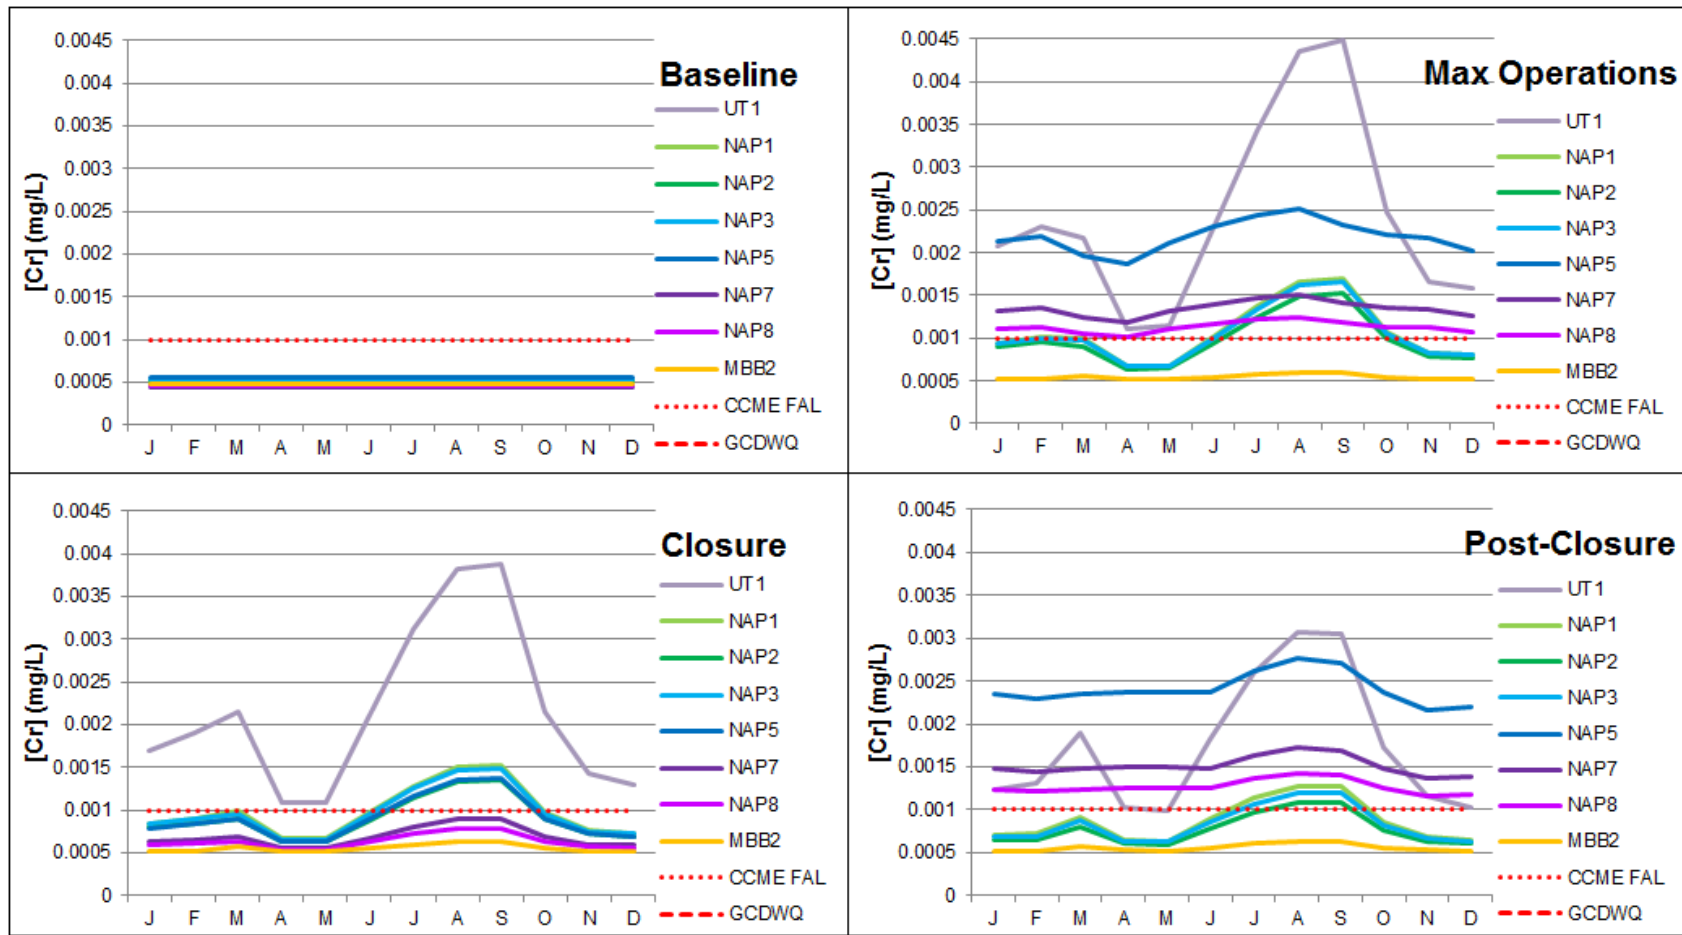 Baseline
[Cr] (mg/L)
0.0045
0.004
0.0035
0.003
0.0025
0.002
0.0015
0.001
0.0005
0
J F M A M J J A S O N D
UT1
NAP1
NAP2
NAP3
NAP5
NAP7
NAP8
MBB2
CCME FAL
GCDWQ
Max Operations
[Cr] (mg/L)
0.0045
0.004
0.0035
0.003
0.0025
0.002
0.0015
0.001
0.0005
0
J F M A M J J A S O N D
UT1
NAP1
NAP2
NAP3
NAP5
NAP7
NAP8
MBB2
CCME FAL
GCDWQ
Closure
[Cr] (mg/L)
0.0045
0.004
0.0035
0.003
0.0025
0.002
0.0015
0.001
0.0005
0
J F M A M J J A S O N D
UT1
NAP1
NAP2
NAP3
NAP5
NAP7
NAP8
MBB2
CCME FAL
GCDWQ
Post-Closure
[Cr] (mg/L)
0.0045
0.004
0.0035
0.003
0.0025
0.002
0.0015
0.001
0.0005
0
J F M A M J J A S O N D
UT1
NAP1
NAP2
NAP3
NAP5
NAP7
NAP8
MBB2
CCME FAL
GCDWQ